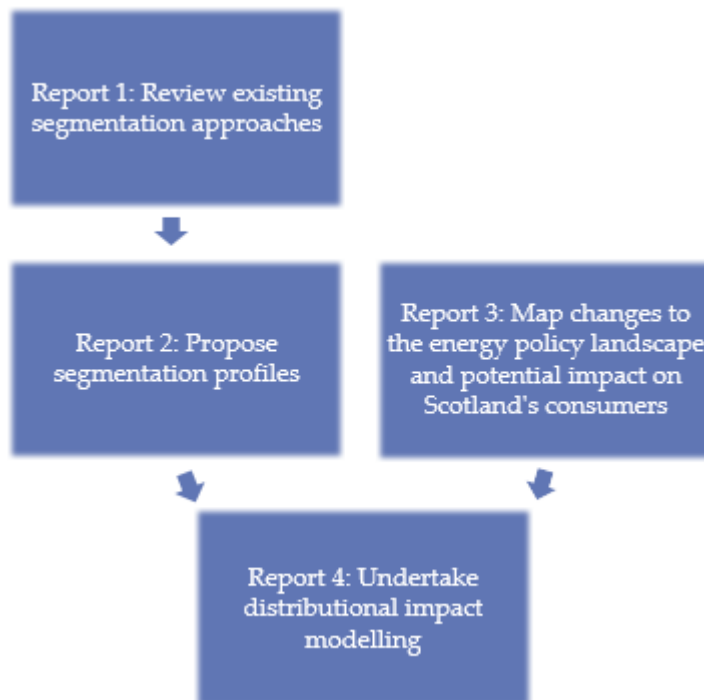 Report 1: Review existing
segmentation approaches
Report 2: Propose
segmentation profiles
Report 3: Map changes to
the energy policy landscape
and potential impact on
Scotland's consumers
Report 4: Undertake
distributional impact
modelling